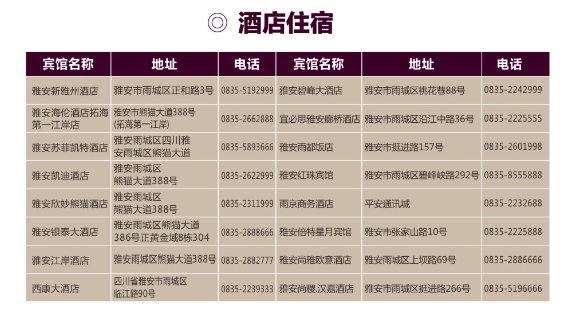 ◎ 酒店住宿
宾馆名称 地址 电话 宾馆名称 地址 电话
雅安新雅州酒店 雅安市雨城区正和路3号 0835-5192999 雅安碧峰大酒店 雅安市雨城区桃花巷88号 0835-2242999
雅安海伦酒店拓海 雅安市熊猫大道388号 0835-2662888 宜必思雅安廊桥酒店 雅安市雨城区沿江中路36号 0835-2225555
第一江岸店 (拓海第一江岸)
雅安苏菲凯特酒店 雅安雨城区四川雅 0835-5893666 雅安雨都饭店 雅安市挺进路157号 0835-2601998
安雨城区熊猫大道
雅安凯迪酒店 雅安雨城区 0835-2622999 雅安红珠宾馆 雅安市雨城区碧峰峡路292号 0835-8555888
熊猫大道388号
雅安欣妙熊猫酒店 雅安雨城区 0835-2311999 雨京商务酒店 平安通讯城 0835-2232688
熊猫大道388号
雅安银泰大酒店 雅安雨城区熊猫大道 0835-2888666 雅安倍特星月宾馆 雅安市张家山路10号 0835-2225888
386号正黄金域8栋304
雅安江岸酒店 雅安雨城区熊猫大道388号 0835-2882777 雅安尚雅欧意酒店 雅安雨城区上坝路69号 0835-2886666
西康大酒店 四川省雅安市雨城区 0835-2239333 雅安尚稷.汉嘉酒店 雅安市雨城区挺进路266号 0835-5196666
临江路90号